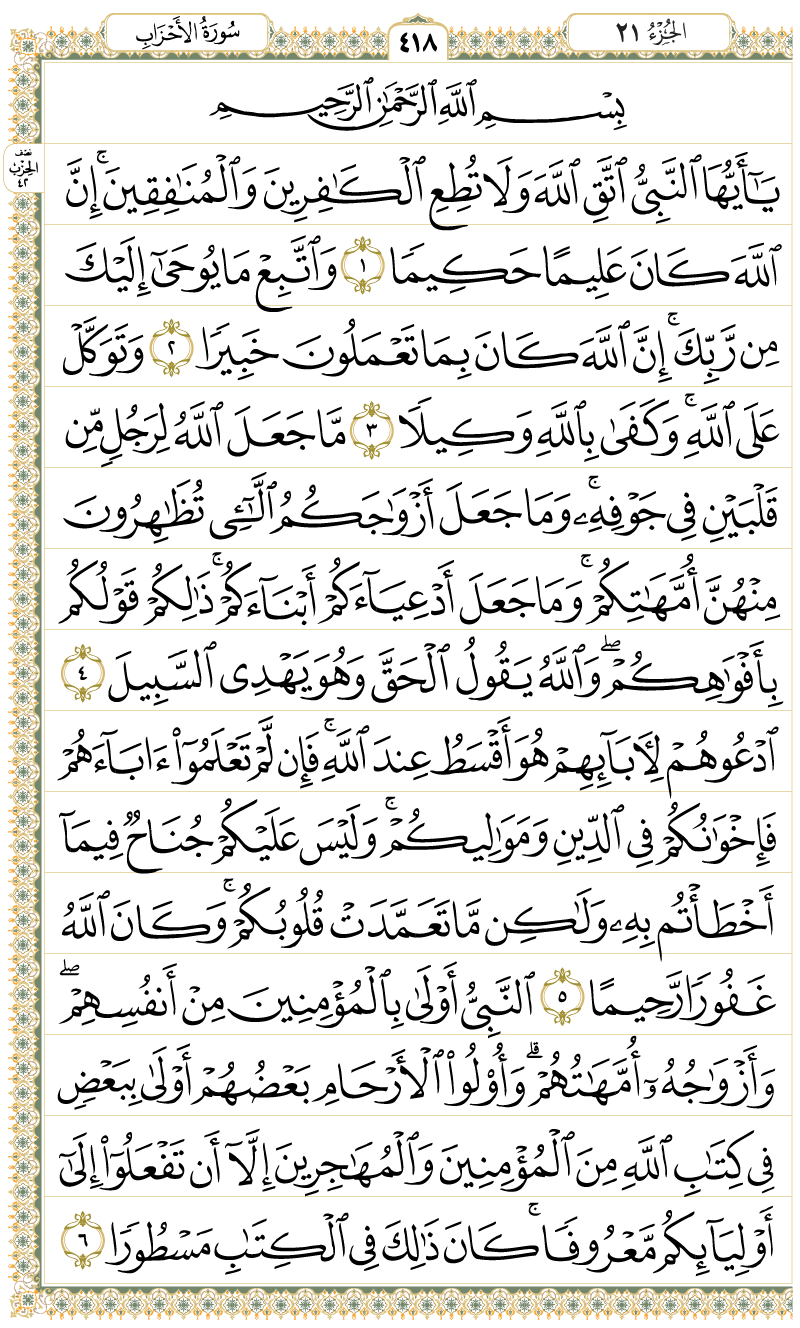 سُورَةُ الأَحْزَابِ
٤١٨
الجُزْءُ ٢١
بِسْمِ ٱللَّهِ ٱلرَّحْمَٰنِ ٱلرَّحِيمِ
نصف
الحزب
٤٢
يَـٰٓأَيُّهَا ٱلنَّبِىُّ ٱتَّقِ ٱللَّهَ وَلَا تُطِعِ ٱلْكَـٰفِرِينَ وَٱلْمُنَـٰفِقِينَ ۚ إِنَّ
ٱللَّهَ كَانَ عَلِيمًا حَكِيمًا ١ وَٱتَّبِعْ مَا يُوحَىٰٓ إِلَيْكَ
مِن رَّبِّكَ ۚ إِنَّ ٱللَّهَ كَانَ بِمَا تَعْمَلُونَ خَبِيرًا ٢ وَتَوَكَّلْ
عَلَى ٱللَّهِ ۚ وَكَفَىٰ بِٱللَّهِ وَكِيلًا ٣ مَّا جَعَلَ ٱللَّهُ لِرَجُلٍ مِّن
قَلْبَيْنِ فِى جَوْفِهِۦ ۚ وَمَا جَعَلَ أَزْوَٰجَكُمُ ٱلَّـٰٓـِٔى تُظَـٰهِرُونَ
مِنْهُنَّ أُمَّهَـٰتِكُمْ ۚ وَمَا جَعَلَ أَدْعِيَآءَكُمْ أَبْنَآءَكُمْ ۚ ذَٰلِكُمْ قَوْلُكُم
بِأَفْوَٰهِكُمْ ۖ وَٱللَّهُ يَقُولُ ٱلْحَقَّ وَهُوَ يَهْدِى ٱلسَّبِيلَ ٤
ٱدْعُوهُمْ لِـَٔابَآئِهِمْ هُوَ أَقْسَطُ عِندَ ٱللَّهِ ۚ فَإِن لَّمْ تَعْلَمُوٓا۟ ءَابَآءَهُمْ
فَإِخْوَٰنُكُمْ فِى ٱلدِّينِ وَمَوَٰلِيكُمْ ۚ وَلَيْسَ عَلَيْكُمْ جُنَاحٌ فِيمَآ
أَخْطَأْتُم بِهِۦ وَلَـٰكِن مَّا تَعَمَّدَتْ قُلُوبُكُمْ ۚ وَكَانَ ٱللَّهُ
غَفُورًا رَّحِيمًا ٥ ٱلنَّبِىُّ أَوْلَىٰ بِٱلْمُؤْمِنِينَ مِنْ أَنفُسِهِمْ ۖ
وَأَزْوَٰجُهُۥٓ أُمَّهَـٰتُهُمْ ۗ وَأُو۟لُوا۟ ٱلْأَرْحَامِ بَعْضُهُمْ أَوْلَىٰ بِبَعْضٍ
فِى كِتَـٰبِ ٱللَّهِ مِنَ ٱلْمُؤْمِنِينَ وَٱلْمُهَـٰجِرِينَ إِلَّآ أَن تَفْعَلُوٓا۟ إِلَىٰٓ
أَوْلِيَآئِكُم مَّعْرُوفًا ۚ كَانَ ذَٰلِكَ فِى ٱلْكِتَـٰبِ مَسْطُورًا ٦